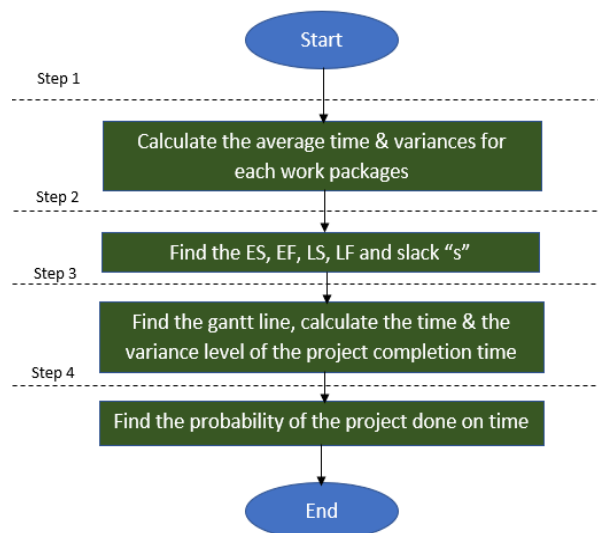 Start
Step 1
Calculate the average time & variances for
each work packages
Step 2
Find the ES, EF, LS, LF and slack “s”
Step 3
Find the gantt line, calculate the time & the
variance level of the project completion time
Step 4
Find the probability of the project done on time
End